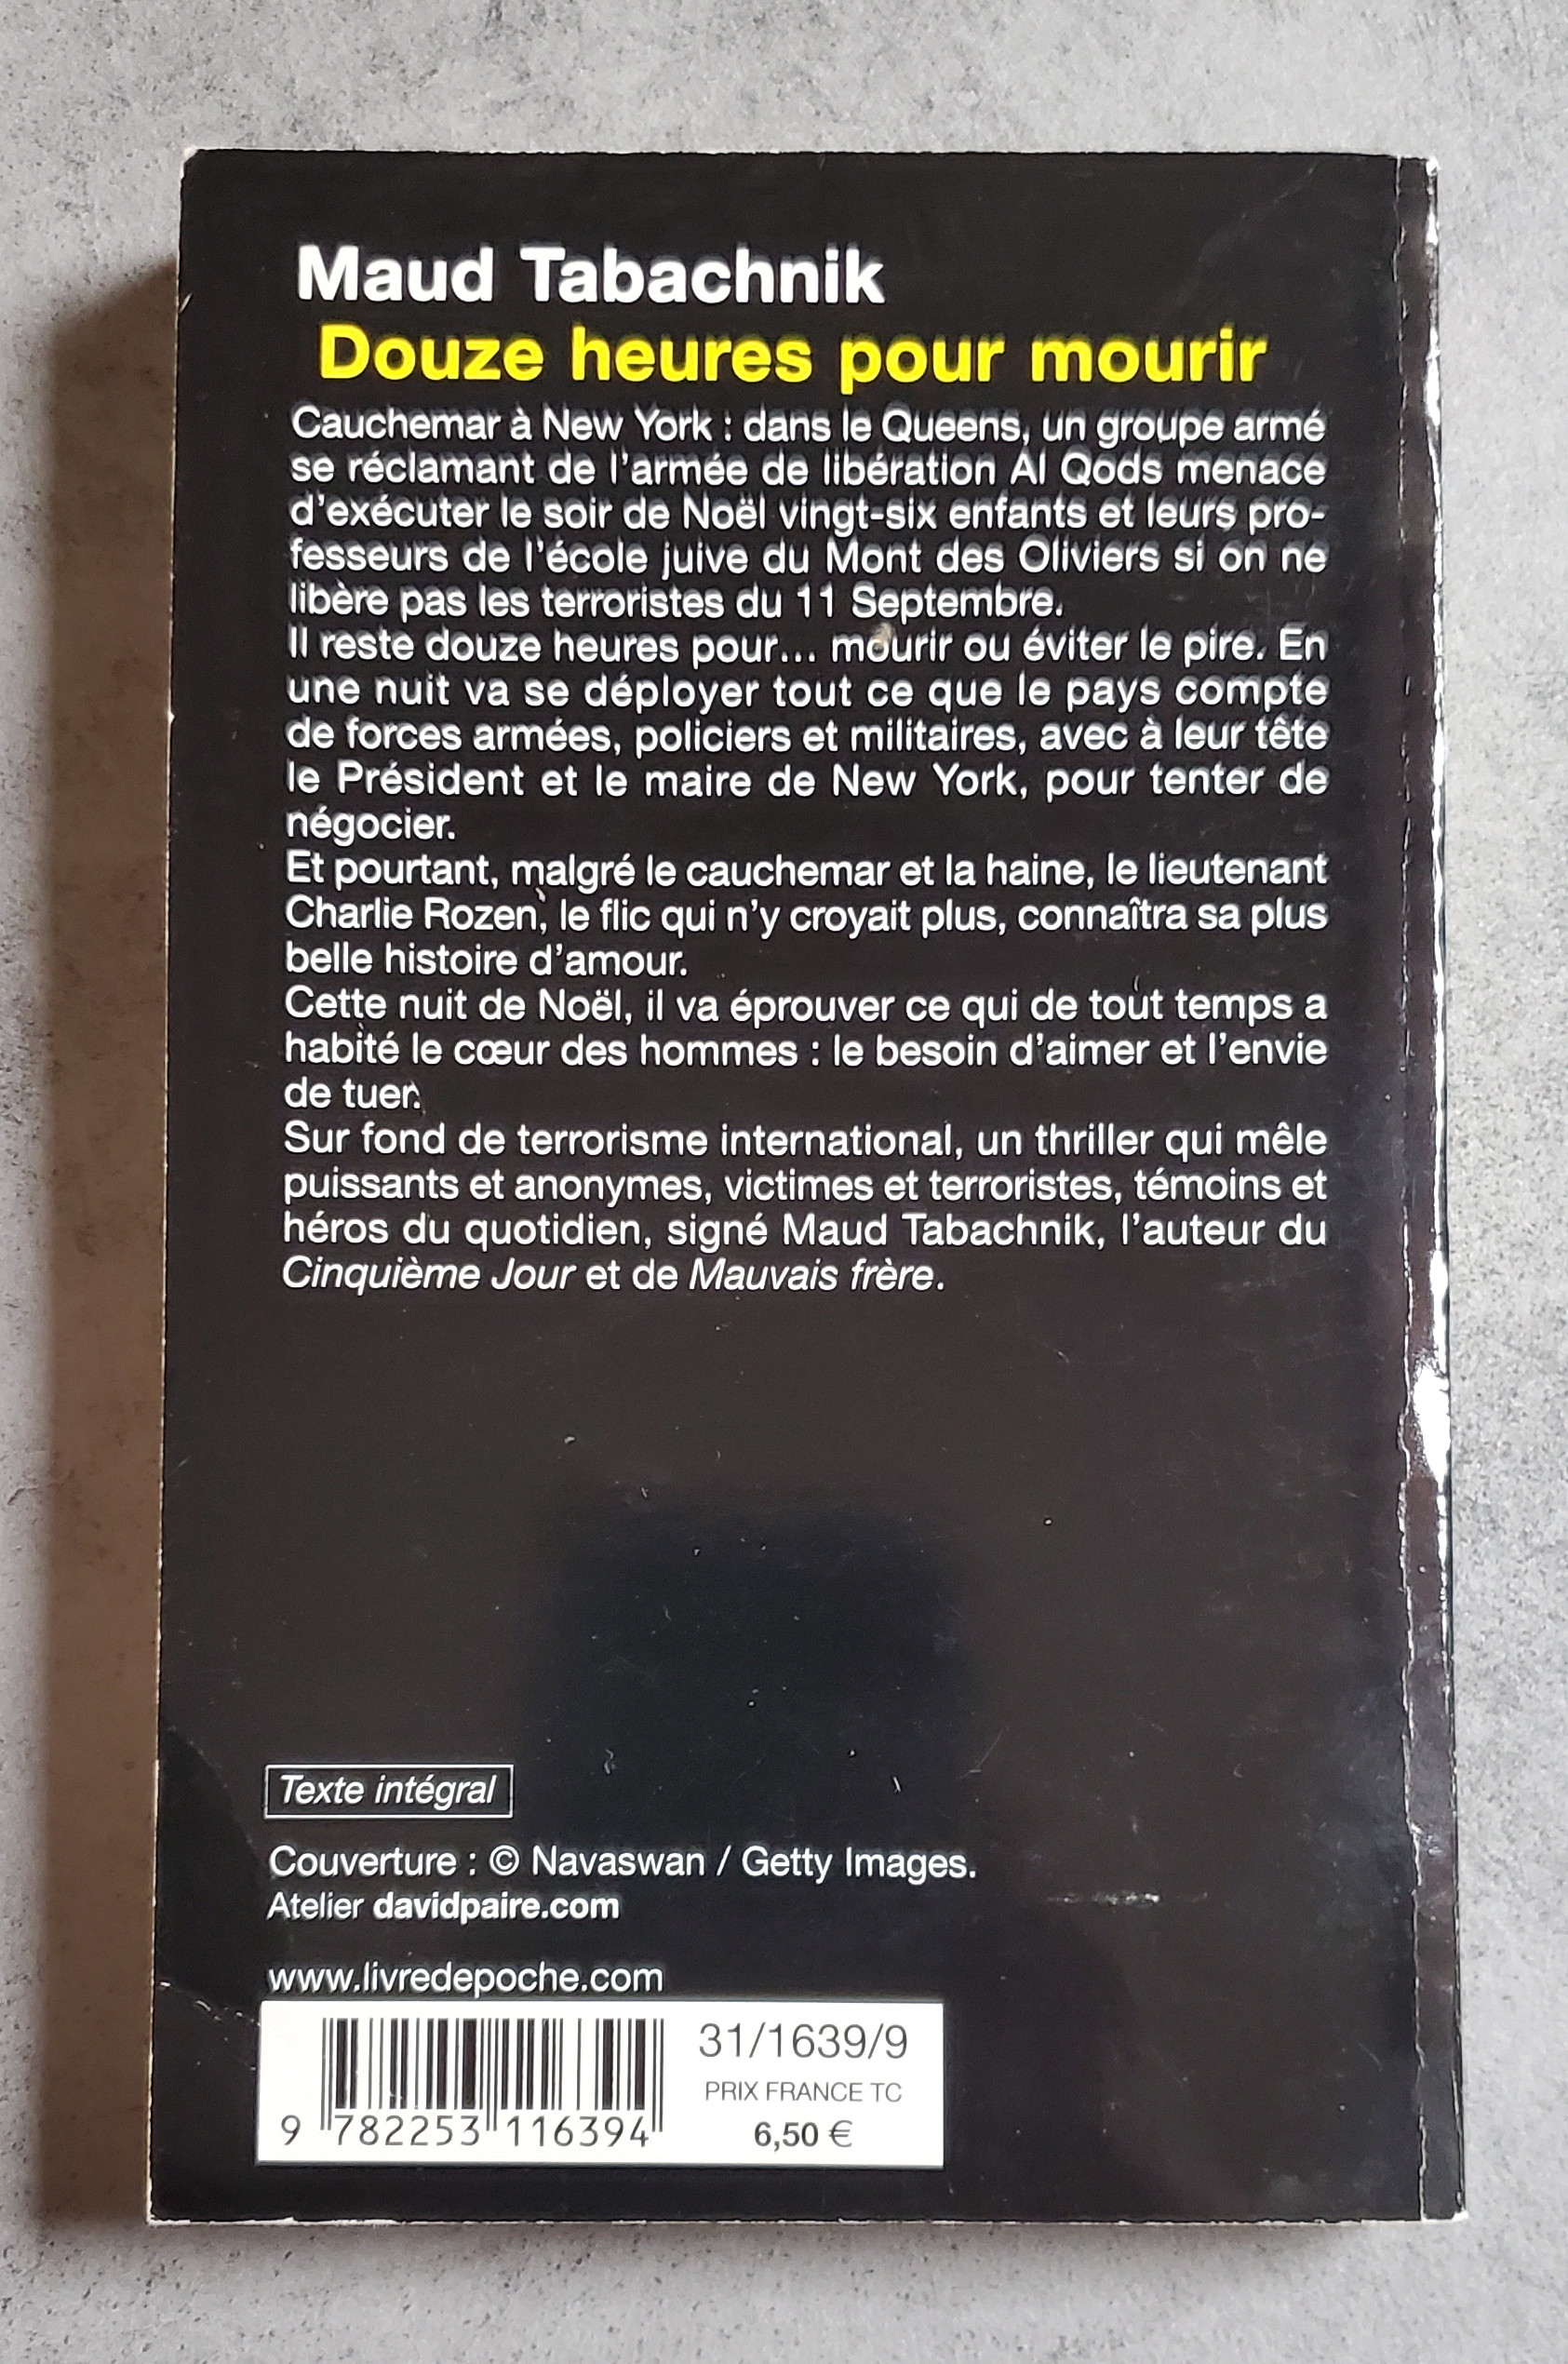 Maud Tabachnik
Douze heures pour mourir
Cauchemar à New York : dans le Queens, un groupe armé
se réclamant de l'armée de libération Al Qods menace
d'exécuter le soir de Noël vingt-six enfants et leurs pro-
fesseurs de l'école juive du Mont des Oliviers si on ne
libère pas les terroristes du 11 Septembre.
Il reste douze heures pour... mourir ou éviter le pire. En
une nuit va se déployer tout ce que le pays compte
de forces armées, policiers et militaires, avec à leur tête
le Président et le maire de New York, pour tenter de
négocier.
Et pourtant, malgré le cauchemar et la haine, le lieutenant
Charlie Rozen, le flic qui n'y croyait plus, connaîtra sa plus
belle histoire d'amour.
Cette nuit de Noël, il va éprouver ce qui de tout temps a
habité le cœur des hommes : le besoin d'aimer et l'envie
de tuer.
Sur fond de terrorisme international, un thriller qui mêle
puissants et anonymes, victimes et terroristes, témoins et
héros du quotidien, signé Maud Tabachnik, l'auteur du
Cinquième Jour et de Mauvais frère.
Texte intégral
Couverture : © Navaswan / Getty Images.
Atelier davidpaire.com
www.livredepoche.com
31/1639/9
PRIX FRANCE TC
6,50 €
9 782253 116394